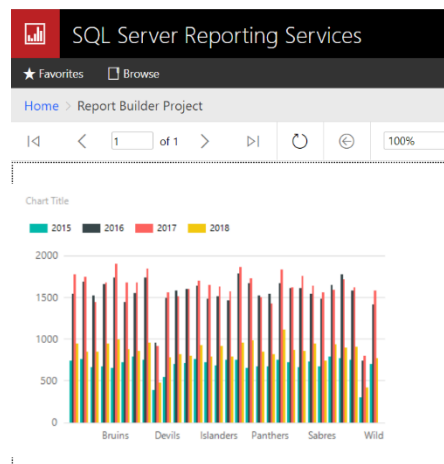 SQL Server Reporting Services
Favorites Browse
Home > Report Builder Project
1 of 1 100%
Chart Title
2015 2016 2017 2018
2000
1500
1000
500
0
Bruins Devils Islanders Panthers Sabres Wild